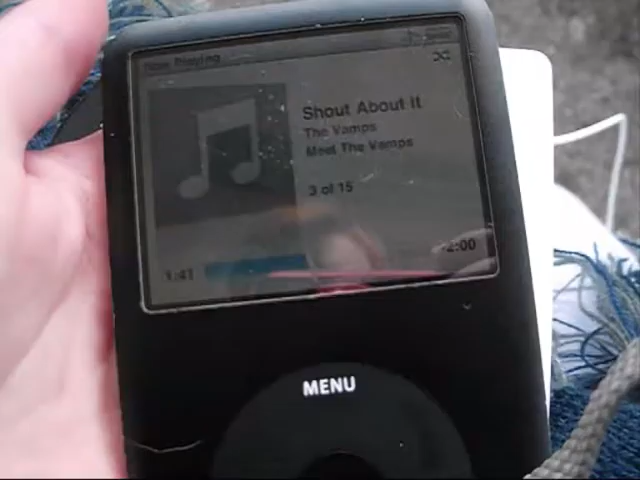 Now Playing
Shout About It
The Vamps
Meet The Vamps
3 of 15
1:41
-2:00
MENU